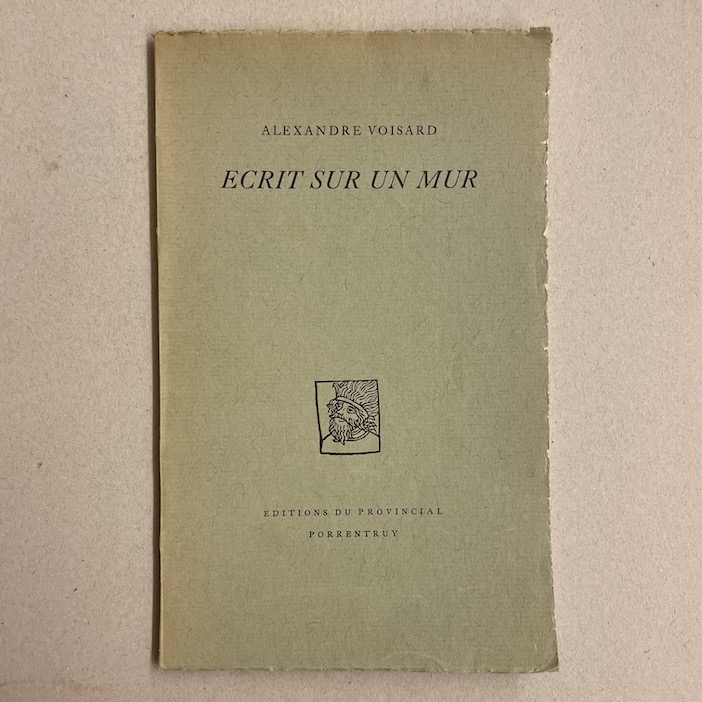 ALEXANDRE VOISARD
ECRIT SUR UN MUR
EDITIONS DU PROVINCIAL
PORRENTRUY